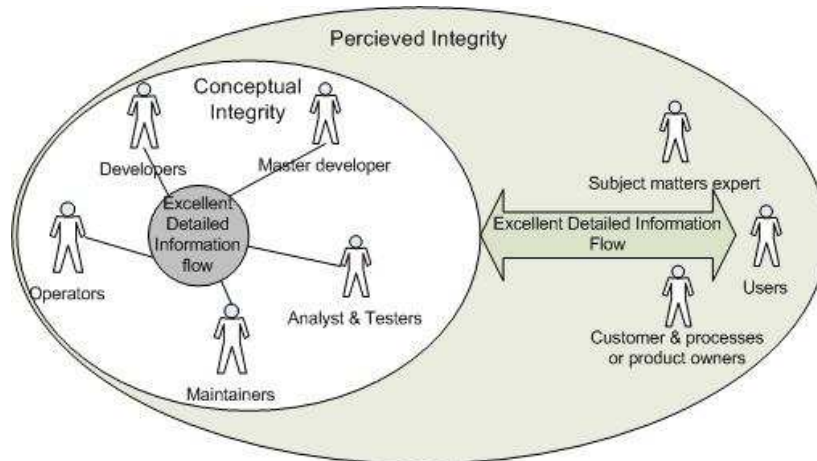 Percieved Integrity
Conceptual
Integrity
Developers
Master developer
Excellent
Detailed
Information
flow
Operators
Analyst & Testers
Maintainers
Subject matters expert
Excellent Detailed Information
Flow
Users
Customer & processes
or product owners